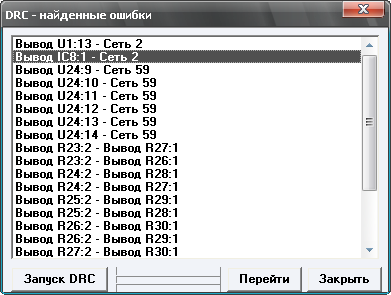 DRC - найденные ошибки
Вывод U1:13 - Сеть 2
Вывод IC8:1 - Сеть 2
Вывод U24:9 - Сеть 59
Вывод U24:10 - Сеть 59
Вывод U24:11 - Сеть 59
Вывод U24:12 - Сеть 59
Вывод U24:13 - Сеть 59
Вывод U24:14 - Сеть 59
Вывод R23:2 - Вывод R27:1
Вывод R23:2 - Вывод R26:1
Вывод R24:2 - Вывод R28:1
Вывод R24:2 - Вывод R27:1
Вывод R25:2 - Вывод R29:1
Вывод R25:2 - Вывод R28:1
Вывод R26:2 - Вывод R30:1
Вывод R26:2 - Вывод R29:1
Вывод R27:2 - Вывод R30:1
Запуск DRC
Перейти
Закрыть